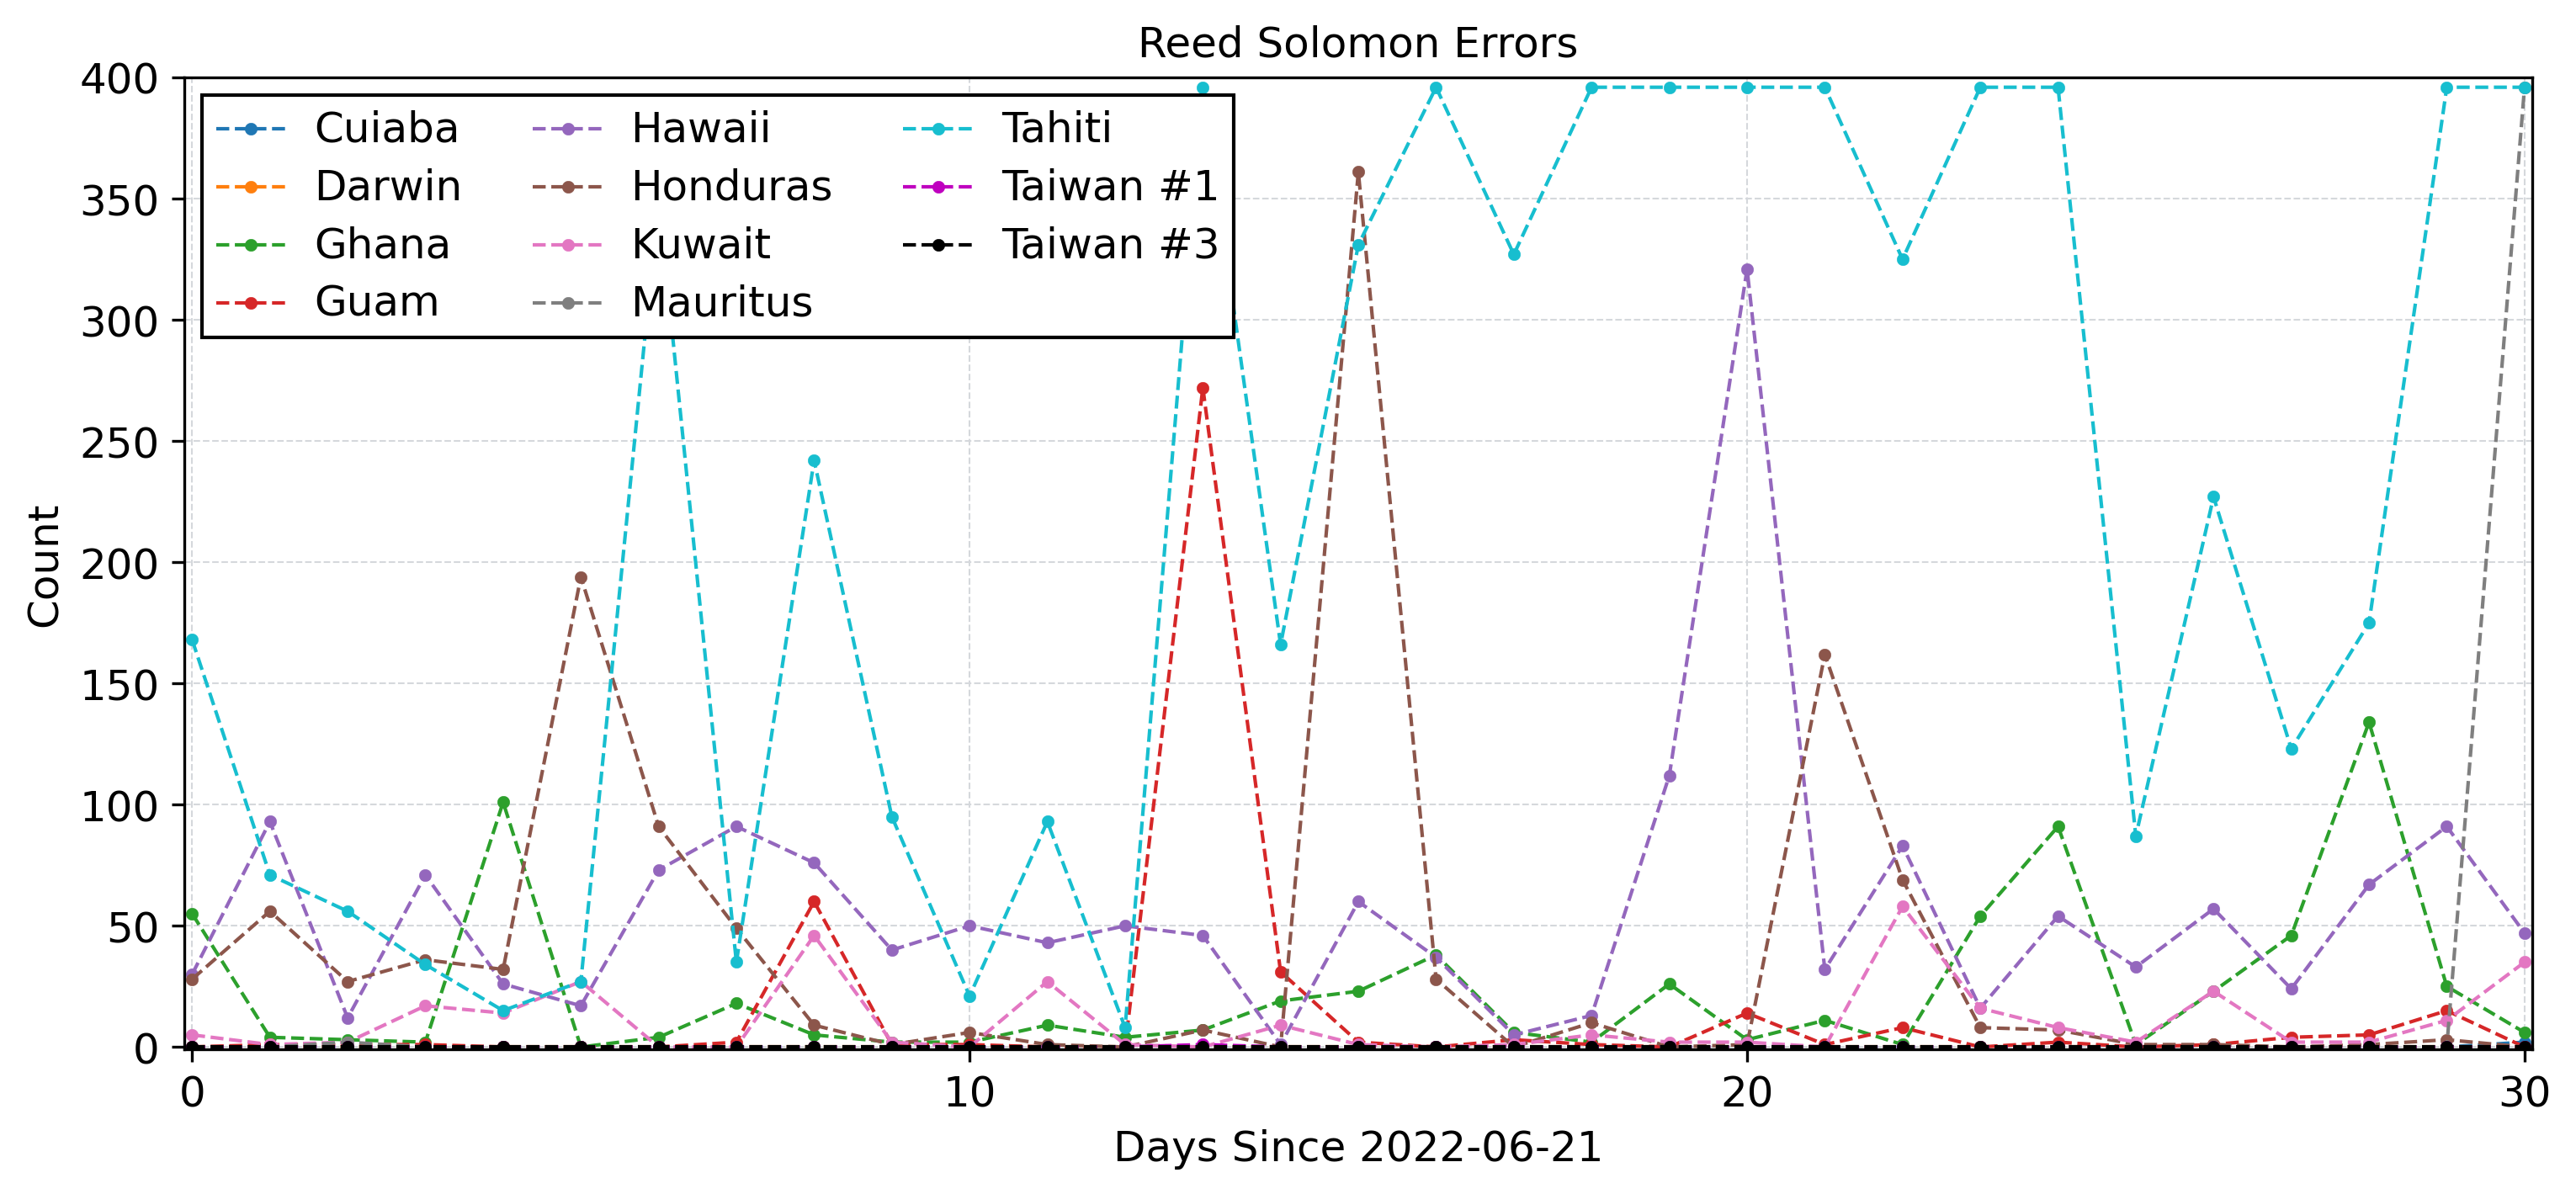 Reed Solomon Errors
400
350
300
250
200
150
100
50
0
Count
Cuiaba
Darwin
Ghana
Guam
Hawaii
Honduras
Kuwait
Mauritus
Tahiti
Taiwan #1
Taiwan #3
0 10 20 30
Days Since 2022-06-21